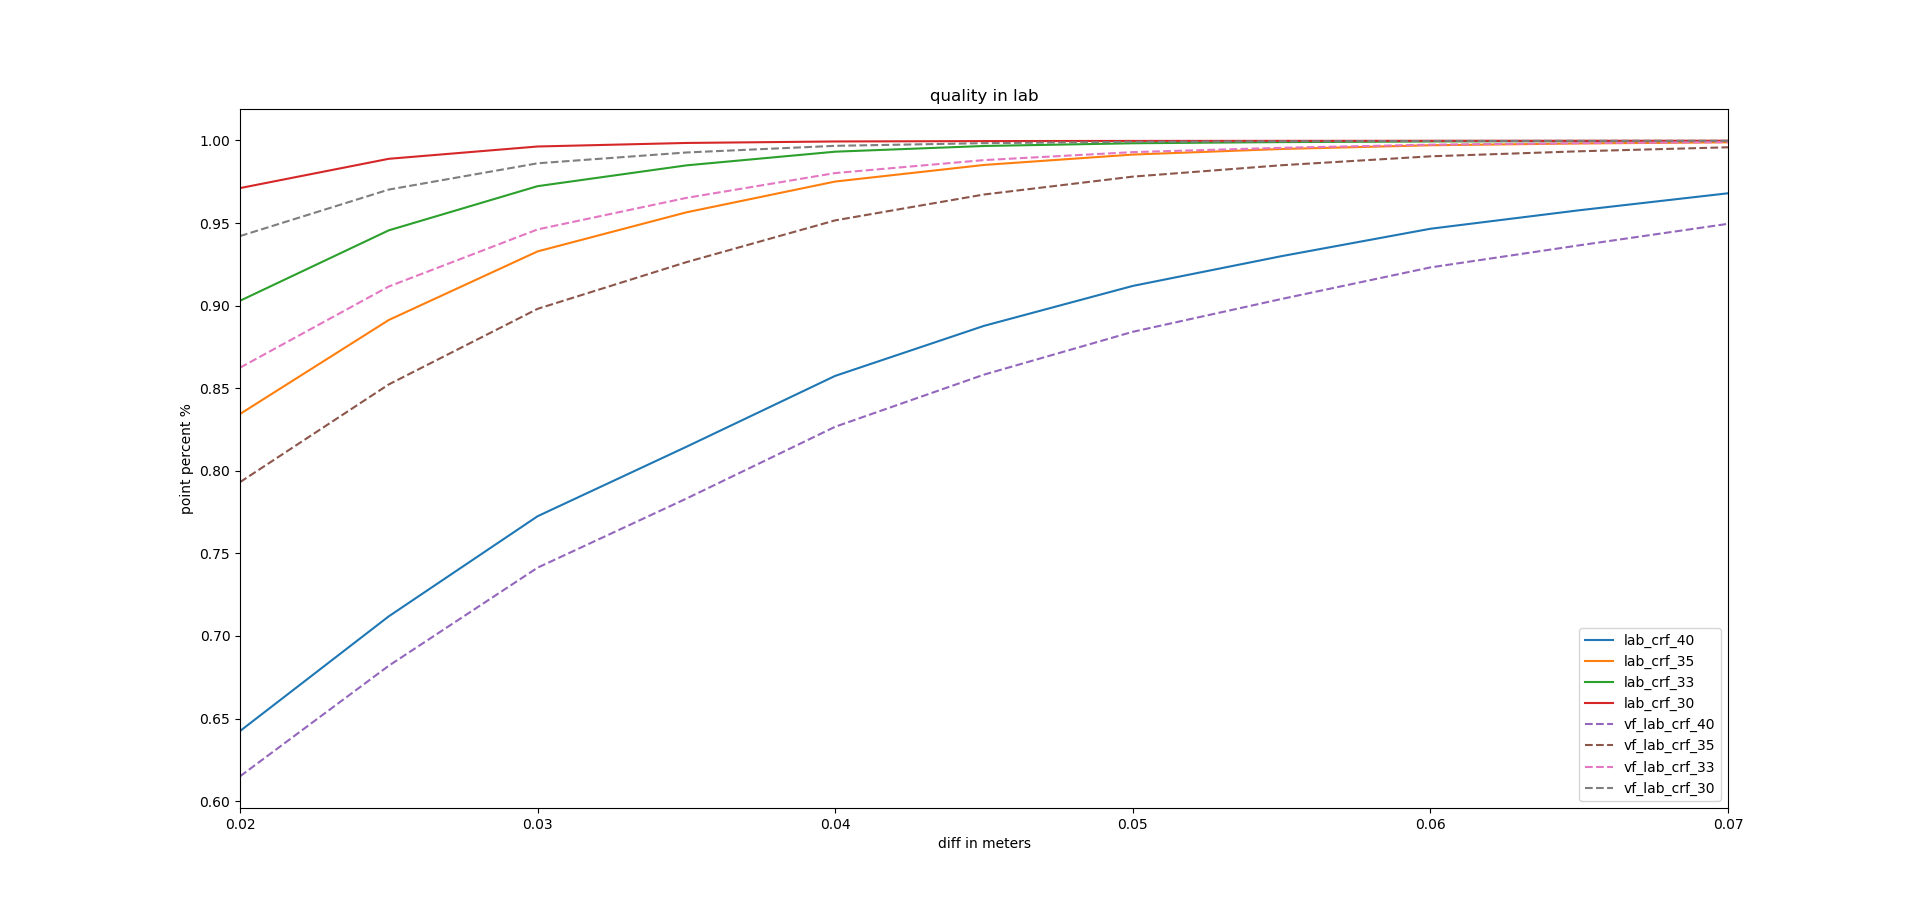 quality in lab
1.00
0.95
0.90
0.85
0.80
0.75
0.70
0.65
0.60
point percent %
0.02 0.03 0.04 0.05 0.06 0.07
diff in meters
lab_crf_40
lab_crf_35
lab_crf_33
lab_crf_30
vf_lab_crf_40
vf_lab_crf_35
vf_lab_crf_33
vf_lab_crf_30